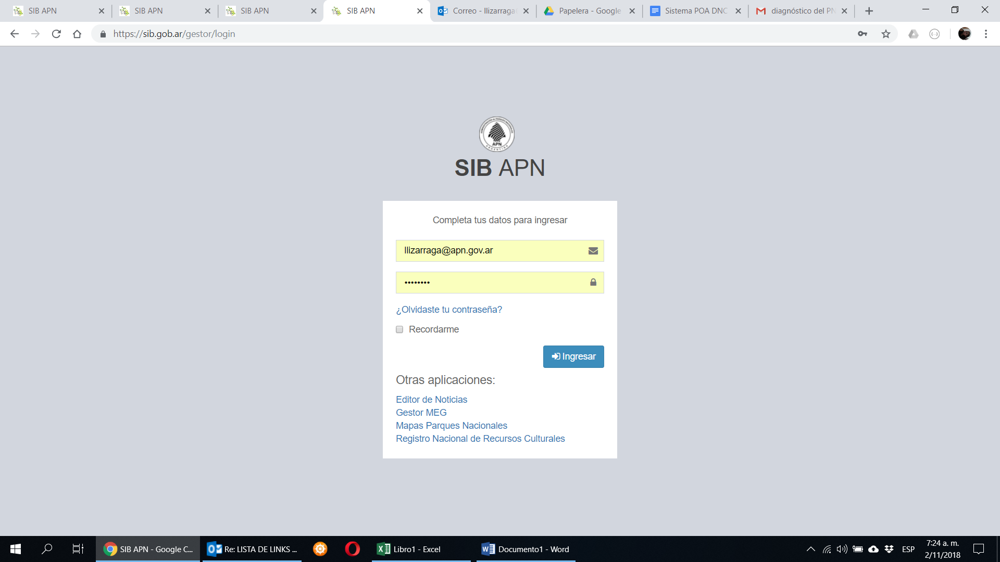 SIB APN
SIB APN
SIB APN
SIB APN
Correo - llizarraga
Papelera - Google
Sistema POA DNC
diagnóstico del PN
https://sib.gob.ar/gestor/login
APN
ARGENTINA
SIB APN
Completa tus datos para ingresar
llizarraga@apn.gov.ar
••••••••
¿Olvidaste tu contraseña?
Recordarme
Ingresar
Otras aplicaciones:
Editor de Noticias
Gestor MEG
Mapas Parques Nacionales
Registro Nacional de Recursos Culturales
SIB APN - Google C...
Re: LISTA DE LINKS ...
Libro1 - Excel
Documento1 - Word
ESP
7:24 a. m.
2/11/2018